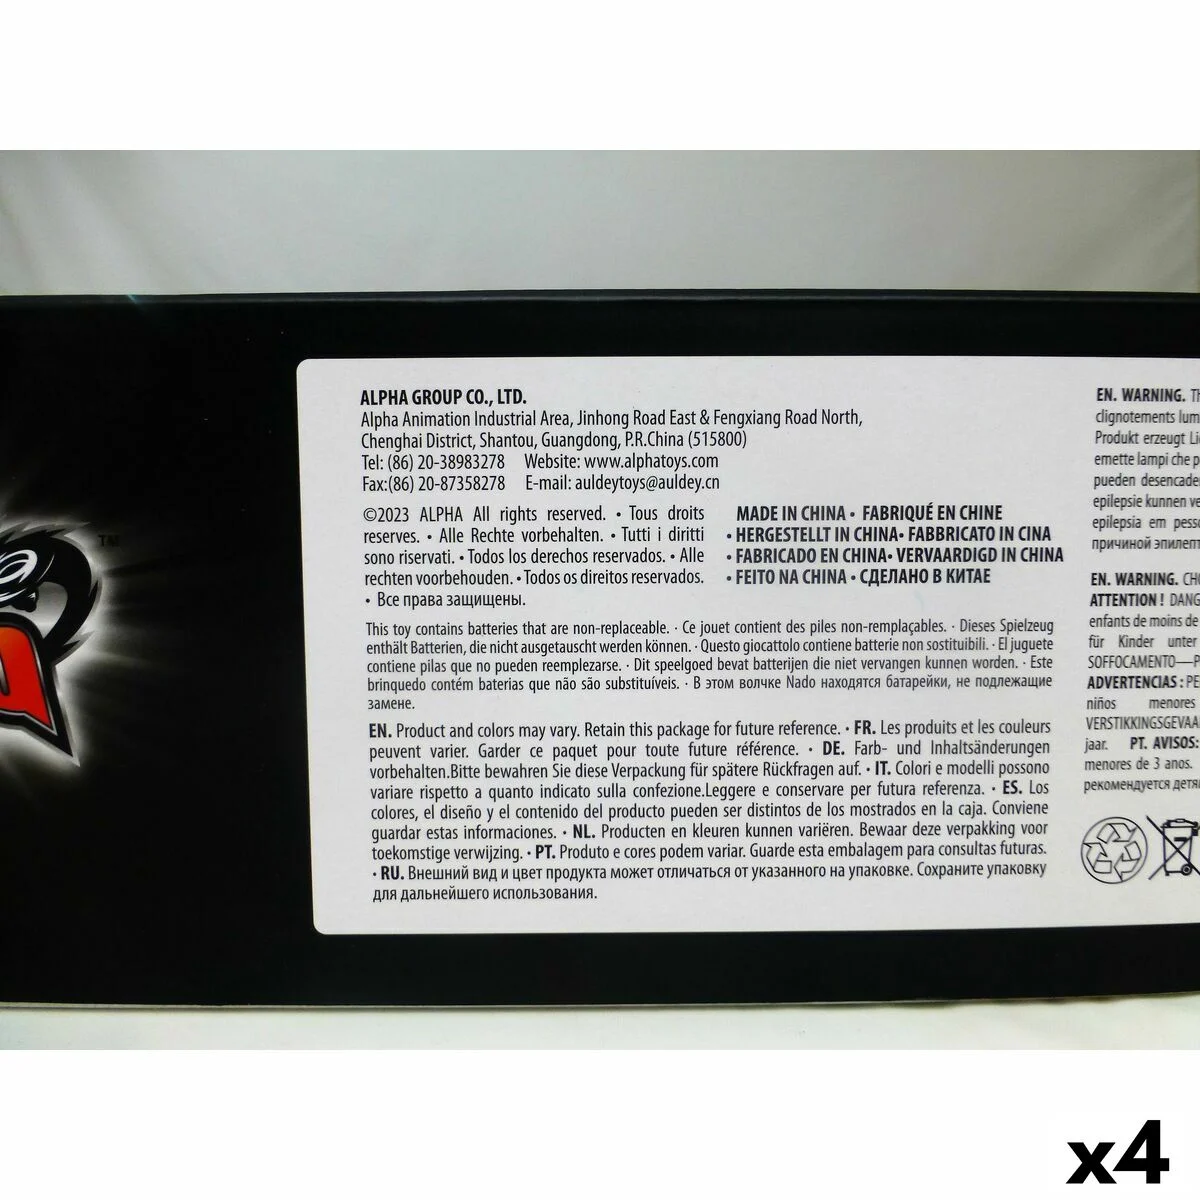 ALPHA GROUP CO., LTD.
Alpha Animation Industrial Area, Jinhong Road East & Fengxiang Road North,
Chenghai District, Shantou, Guangdong, P.R.China (515800)
Tel: (86) 20-38983278 Website: www.alphatoys.com
Fax:(86) 20-87358278 E-mail: auldeytoys@auldey.cn
©2023 ALPHA All rights reserved. • Tous droits
reserves. • Alle Rechte vorbehalten. • Tutti i diritti
sono riservati. • Todos los derechos reservados. • Alle
rechten voorbehouden. • Todos os direitos reservados.
• Все права защищены.
MADE IN CHINA • FABRIQUÉ EN CHINE
• HERGESTELLT IN CHINA• FABBRICATO IN CINA
• FABRICADO EN CHINA• VERVAARDIGD IN CHINA
• FEITO NA CHINA • СДЕЛАНО В КИТАЕ
This toy contains batteries that are non-replaceable. · Ce jouet contient des piles non-remplaçables. · Dieses Spielzeug
enthält Batterien, die nicht ausgetauscht werden können. · Questo giocattolo contiene batterie non sostituibili. · El juguete
contiene pilas que no pueden reemplezarse. · Dit speelgoed bevat batterijen die niet vervangen kunnen worden. · Este
brinquedo contém baterias que não são substituíveis. · В этом волчке Nado находятся батарейки, не подлежащие
замене.
EN. Product and colors may vary. Retain this package for future reference. · FR. Les produits et les couleurs
peuvent varier. Garder ce paquet pour toute future référence. · DE. Farb- und Inhaltsänderungen
vorbehalten.Bitte bewahren Sie diese Verpackung für spätere Rückfragen auf. · IT. Colori e modelli possono
variare rispetto a quanto indicato sulla confezione.Leggere e conservare per futura referenza. · ES. Los
colores, el diseño y el contenido del producto pueden ser distintos de los mostrados en la caja. Conviene
guardar estas informaciones. · NL. Producten en kleuren kunnen variëren. Bewaar deze verpakking voor
toekomstige verwijzing. · PT. Produto e cores podem variar. Guarde esta embalagem para consultas futuras.
· RU. Внешний вид и цвет продукта может отличаться от указанного на упаковке. Сохраните упаковку
для дальнейшего использования.
EN. WARNING.
clignotements
Produkt erzeugt
emette lampi che
pueden
epilepsie kunnen
epilepsia em
причиной
EN. WARNING.
ATTENTION !
enfants de moins de
für Kinder unter
SOFFOCAMENTO—
ADVERTENCIAS :
niños menores
jaar. PT. AVISOS:
menores de 3 anos.
рекомендуется
TM
x4